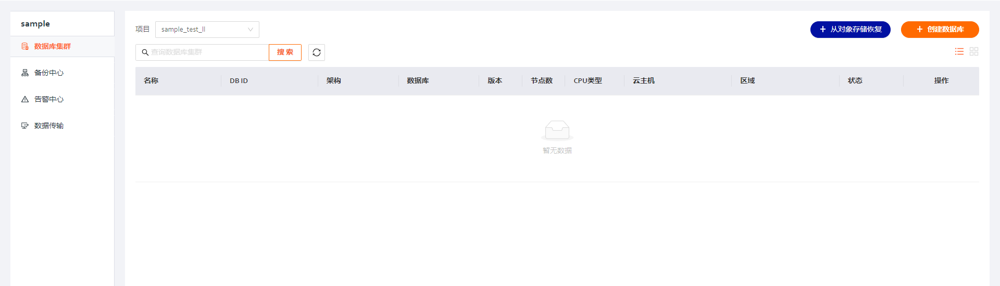 sample
数据库集群
备份中心
告警中心
数据传输
项目 sample_test_ll
从对象存储恢复
创建数据库
查询数据库集群
搜 索
名称 DB ID 架构 数据库 版本 节点数 CPU类型 云主机 区域 状态 操作
暂无数据